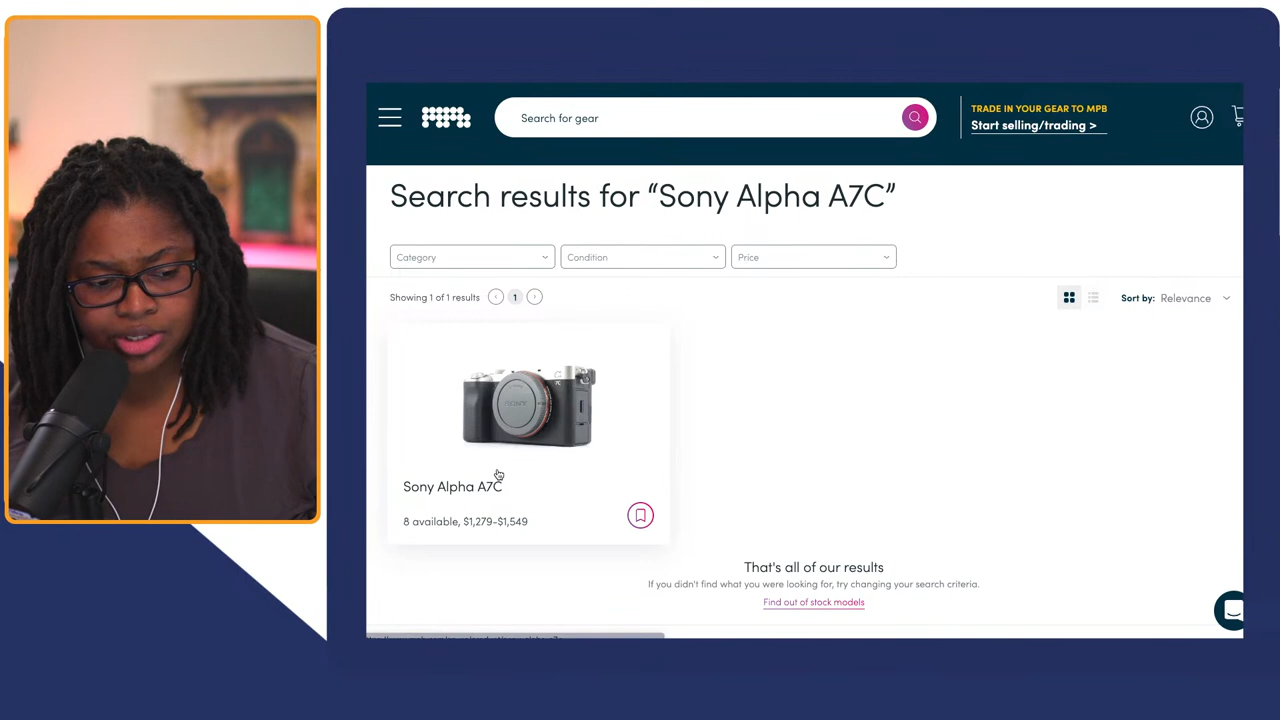 Search for gear
TRADE IN YOUR GEAR TO MPB
Start selling/trading >
Search results for “Sony Alpha A7C”
Category
Condition
Price
Showing 1 of 1 results
1
Sort by: Relevance
Sony Alpha A7C
8 available, $1,279-$1,549
That's all of our results
If you didn't find what you were looking for, try changing your search criteria.
Find out of stock models